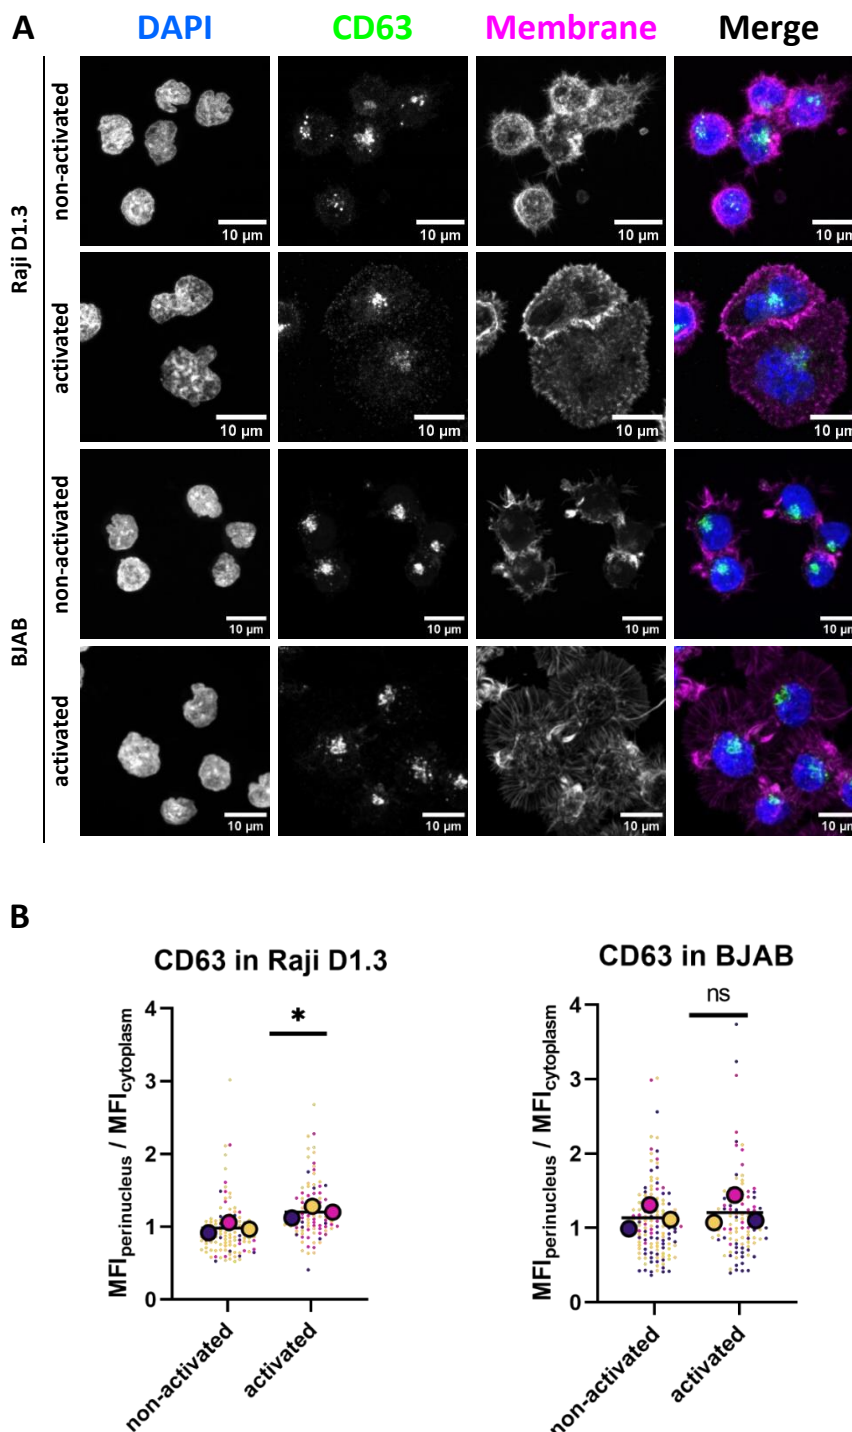 A
DAPI CD63 Membrane Merge
Raji D1.3
non-activated
10 µm 10 µm 10 µm 10 µm
activated
10 µm 10 µm 10 µm 10 µm
BJAB
non-activated
10 µm 10 µm 10 µm 10 µm
activated
10 µm 10 µm 10 µm 10 µm
B
CD63 in Raji D1.3
MFIperinucleus / MFIcytoplasm
4
3
2
1
0
*
non-activated
activated
CD63 in BJAB
MFIperinucleus / MFIcytoplasm
4
3
2
1
0
ns
non-activated
activated